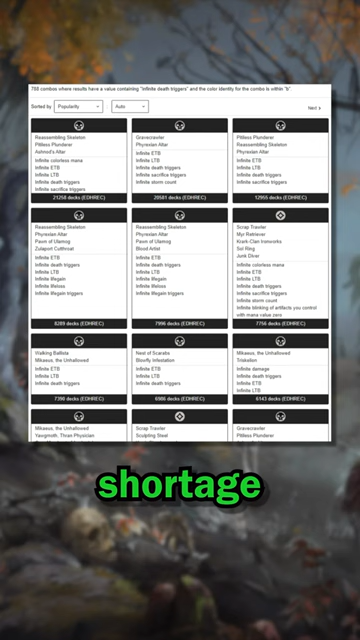 788 combos where results have a value containing "infinite death triggers" and the color identity for the combo is within "b".
Sorted by Popularity Auto Next
Reassembling Skeleton
Pitiless Plunderer
Ashnod's Altar
Infinite colorless mana
Infinite ETB
Infinite LTB
Infinite death triggers
Infinite sacrifice triggers
21258 decks (EDHREC)
Gravecrawler
Phyrexian Altar
Infinite ETB
Infinite LTB
Infinite death triggers
Infinite sacrifice triggers
Infinite storm count
20581 decks (EDHREC)
Pitiless Plunderer
Reassembling Skeleton
Phyrexian Altar
Infinite ETB
Infinite LTB
Infinite death triggers
Infinite sacrifice triggers
12955 decks (EDHREC)
Reassembling Skeleton
Phyrexian Altar
Pawn of Ulamog
Zulaport Cutthroat
Infinite ETB
Infinite death triggers
Infinite LTB
Infinite lifegain
Infinite lifeloss
Infinite lifegain triggers
8289 decks (EDHREC)
Reassembling Skeleton
Phyrexian Altar
Pawn of Ulamog
Blood Artist
Infinite ETB
Infinite death triggers
Infinite LTB
Infinite lifegain
Infinite lifeloss
Infinite lifegain triggers
7996 decks (EDHREC)
Scrap Trawler
Myr Retriever
Krark-Clan Ironworks
Sol Ring
Junk Diver
Infinite colorless mana
Infinite ETB
Infinite LTB
Infinite death triggers
Infinite sacrifice triggers
Infinite storm count
Infinite blinking of artifacts you control
with mana value zero
7756 decks (EDHREC)
Walking Ballista
Mikaeus, the Unhallowed
Infinite ETB
Infinite LTB
Infinite death triggers
7390 decks (EDHREC)
Nest of Scarabs
Blowfly Infestation
Infinite ETB
Infinite LTB
Infinite death triggers
6986 decks (EDHREC)
Mikaeus, the Unhallowed
Triskelion
Infinite damage
Infinite death triggers
Infinite ETB
Infinite LTB
6143 decks (EDHREC)
Mikaeus, the Unhallowed
Yawgmoth, Thran Physician
Scrap Trawler
Sculpting Steel
Gravecrawler
Pitiless Plunderer
shortage